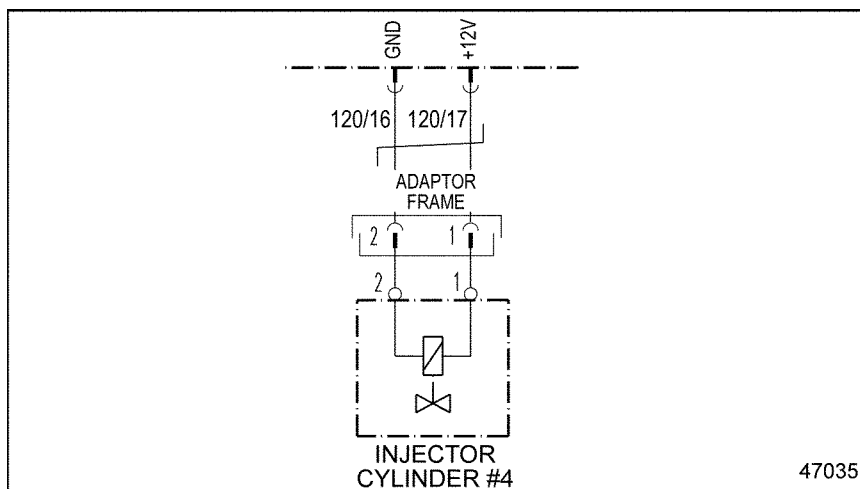 GND +12V
120/16 120/17
ADAPTOR
FRAME
2 1
2 1
INJECTOR
CYLINDER #4
47035